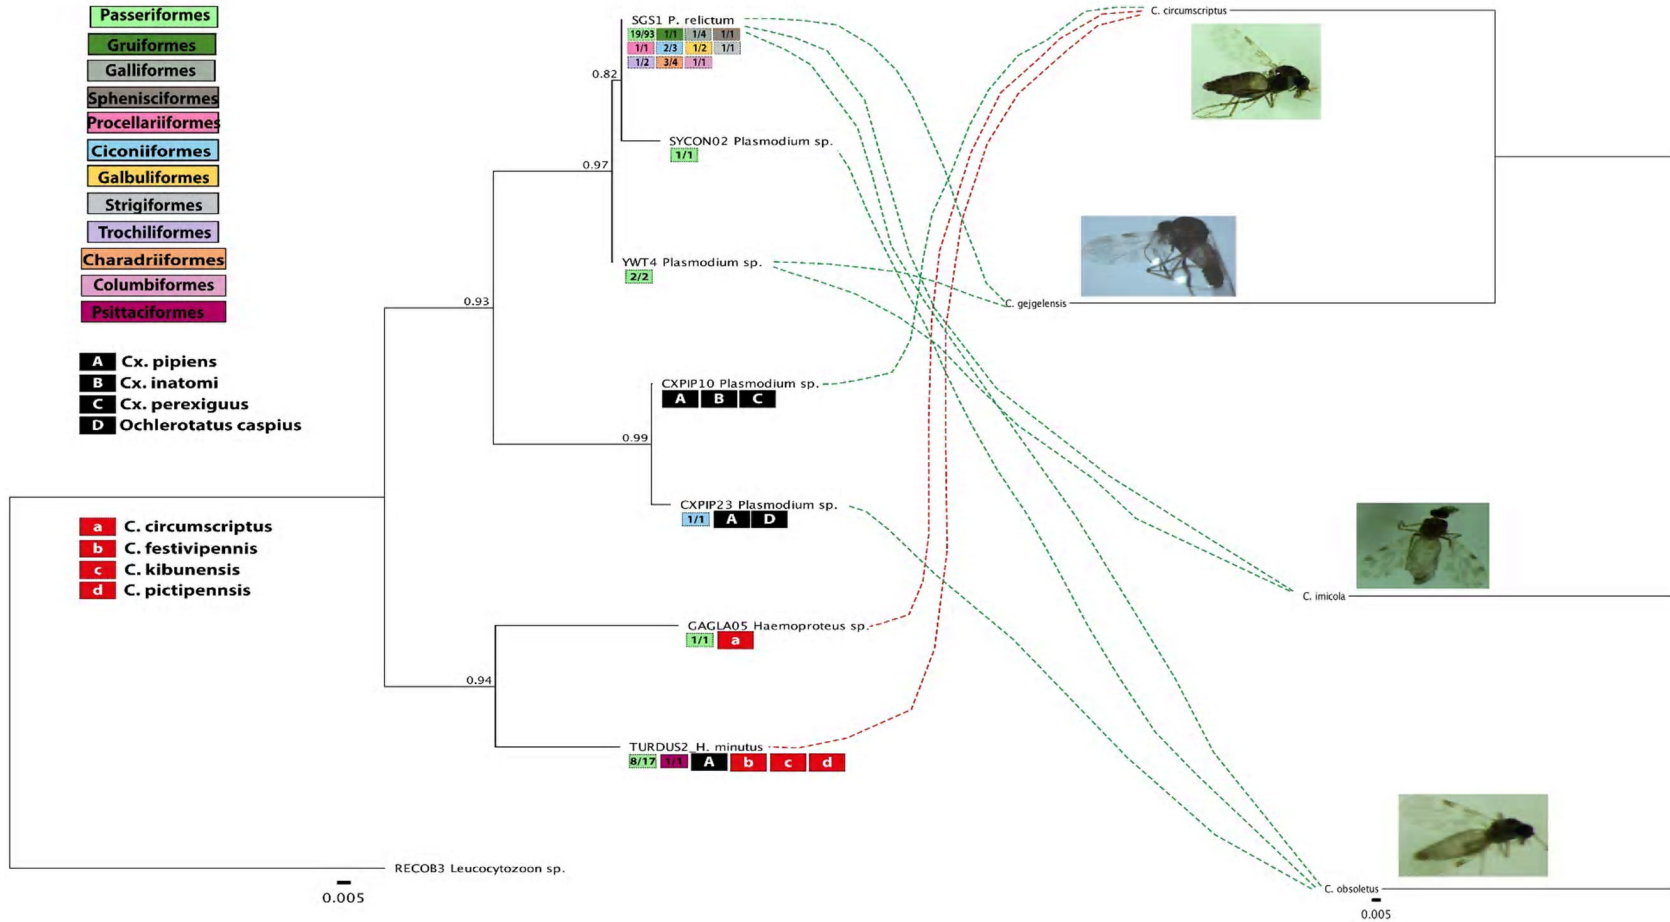 Passeriformes
Gruiformes
Galliformes
Sphenisciformes
Procellariiformes
Ciconiiformes
Galbuliformes
Strigiformes
Trochiliformes
Charadriiformes
Columbiformes
Psittaciformes
A Cx. pipiens
B Cx. inatomi
C Cx. perexiguus
D Ochlerotatus caspius
a C. circumscriptus
b C. festivipennis
c C. kibunensis
d C. pictipennsis
SGS1 P. relictum
19/93 1/1 1/4 1/1
1/1 2/3 1/2 1/1
1/2 3/4 1/1
0.82
SYCON02 Plasmodium sp.
1/1
0.97
YWT4 Plasmodium sp.
2/2
0.93
CXPIP10 Plasmodium sp.
A B C
0.99
CXPIP23 Plasmodium sp.
1/1 A D
GAGLA05 Haemoproteus sp.
1/1 a
0.94
TURDUS2 H. minutus
8/17 1/1 A b c d
RECOB3 Leucocytozoon sp.
0.005
C. circumscriptus
C. gejgelensis
C. imicola
C. obsoletus
0.005